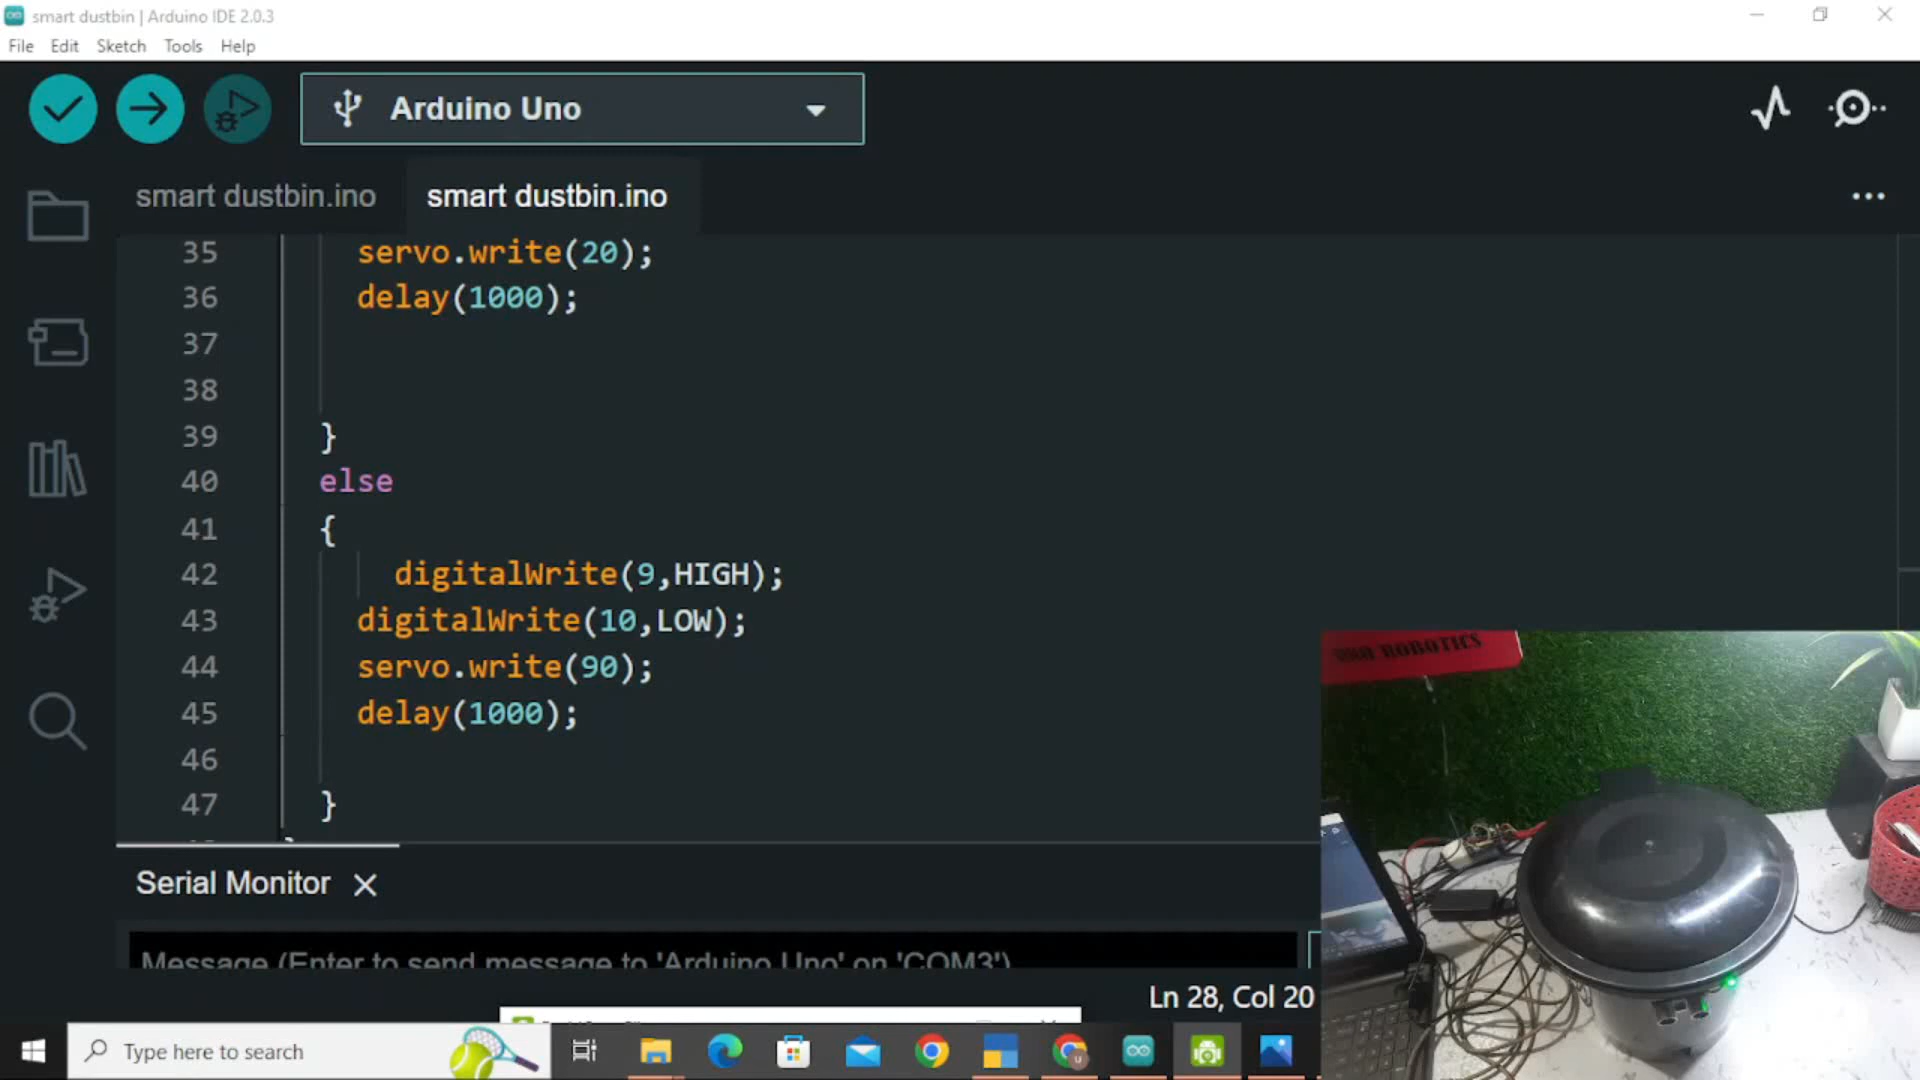 smart dustbin | Arduino IDE 2.0.3
File Edit Sketch Tools Help
Arduino Uno
smart dustbin.ino smart dustbin.ino
35 servo.write(20);
36 delay(1000);
37
38
39 }
40 else
41 {
42 digitalWrite(9,HIGH);
43 digitalWrite(10,LOW);
44 servo.write(90);
45 delay(1000);
46
47 }
Serial Monitor
Message (Enter to send message to 'Arduino Uno' on 'COM3')
Ln 28, Col 20
ROBOTICS
Type here to search